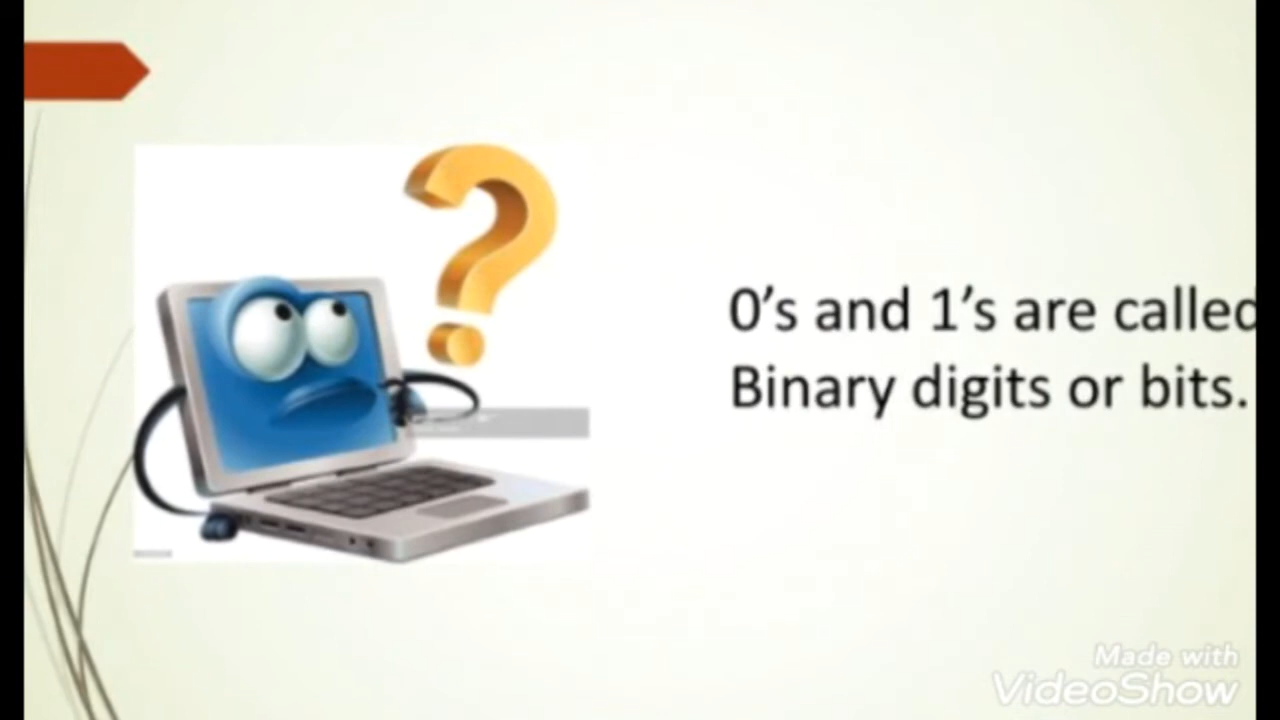 0's and 1's are called
Binary digits or bits.
Made with
VideoShow